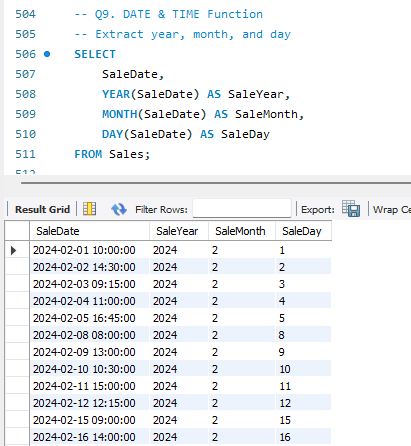 504 -- Q9. DATE & TIME Function
505 -- Extract year, month, and day
506 SELECT
507 SaleDate,
508 YEAR(SaleDate) AS SaleYear,
509 MONTH(SaleDate) AS SaleMonth,
510 DAY(SaleDate) AS SaleDay
511 FROM Sales;
Result Grid Filter Rows: Export: Wrap Ce
SaleDate SaleYear SaleMonth SaleDay
2024-02-01 10:00:00 2024 2 1
2024-02-02 14:30:00 2024 2 2
2024-02-03 09:15:00 2024 2 3
2024-02-04 11:00:00 2024 2 4
2024-02-05 16:45:00 2024 2 5
2024-02-08 08:00:00 2024 2 8
2024-02-09 13:00:00 2024 2 9
2024-02-10 10:30:00 2024 2 10
2024-02-11 15:00:00 2024 2 11
2024-02-12 12:15:00 2024 2 12
2024-02-15 09:00:00 2024 2 15
2024-02-16 14:00:00 2024 2 16